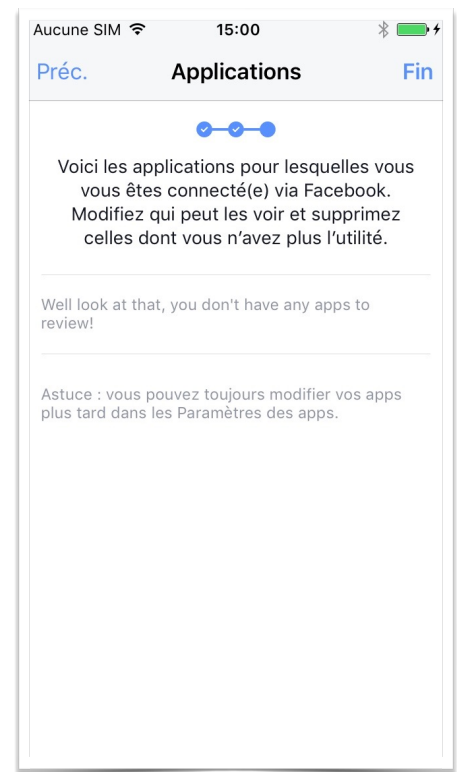 Aucune SIM 15:00
Préc. Applications Fin
Voici les applications pour lesquelles vous
vous êtes connecté(e) via Facebook.
Modifiez qui peut les voir et supprimez
celles dont vous n’avez plus l’utilité.
Well look at that, you don't have any apps to
review!
Astuce : vous pouvez toujours modifier vos apps
plus tard dans les Paramètres des apps.